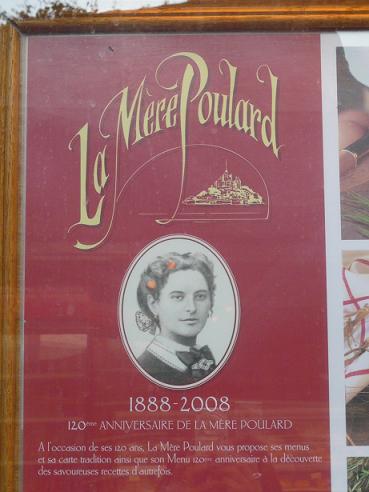 La Mère Poulard
1888-2008
120ème ANNIVERSAIRE DE LA MÈRE POULARD
A l'occasion de ses 120 ans, La Mère Poulard vous propose ses menus
et sa carte tradition ainsi que son Menu 120ème anniversaire à la découverte
des savoureuses recettes d'autrefois.